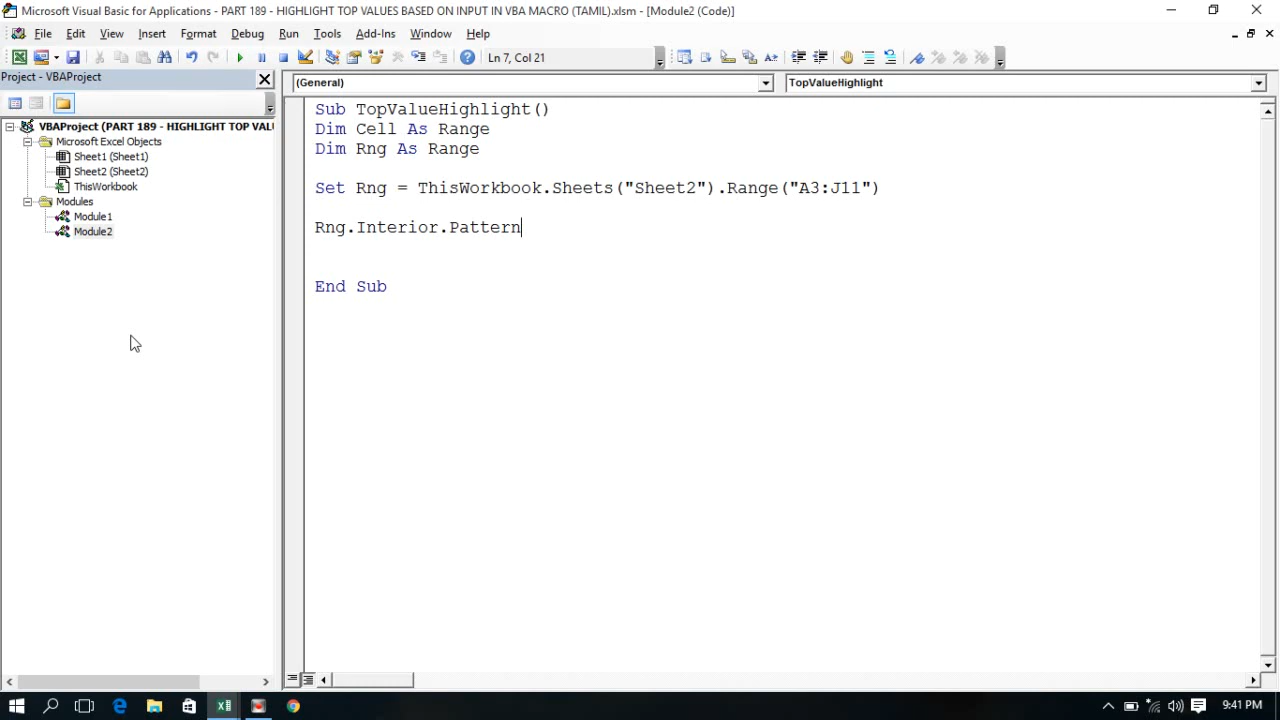 Microsoft Visual Basic for Applications - PART 189 - HIGHLIGHT TOP VALUES BASED ON INPUT IN VBA MACRO (TAMIL).xlsm - [Module2 (Code)]
File Edit View Insert Format Debug Run Tools Add-Ins Window Help
Ln 7, Col 21
Project - VBAProject
(General)
TopValueHighlight
VBAProject (PART 189 - HIGHLIGHT TOP VAL
Microsoft Excel Objects
Sheet1 (Sheet1)
Sheet2 (Sheet2)
ThisWorkbook
Modules
Module1
Module2
Sub TopValueHighlight()
Dim Cell As Range
Dim Rng As Range
Set Rng = ThisWorkbook.Sheets("Sheet2").Range("A3:J11")
Rng.Interior.Pattern
End Sub
9:41 PM